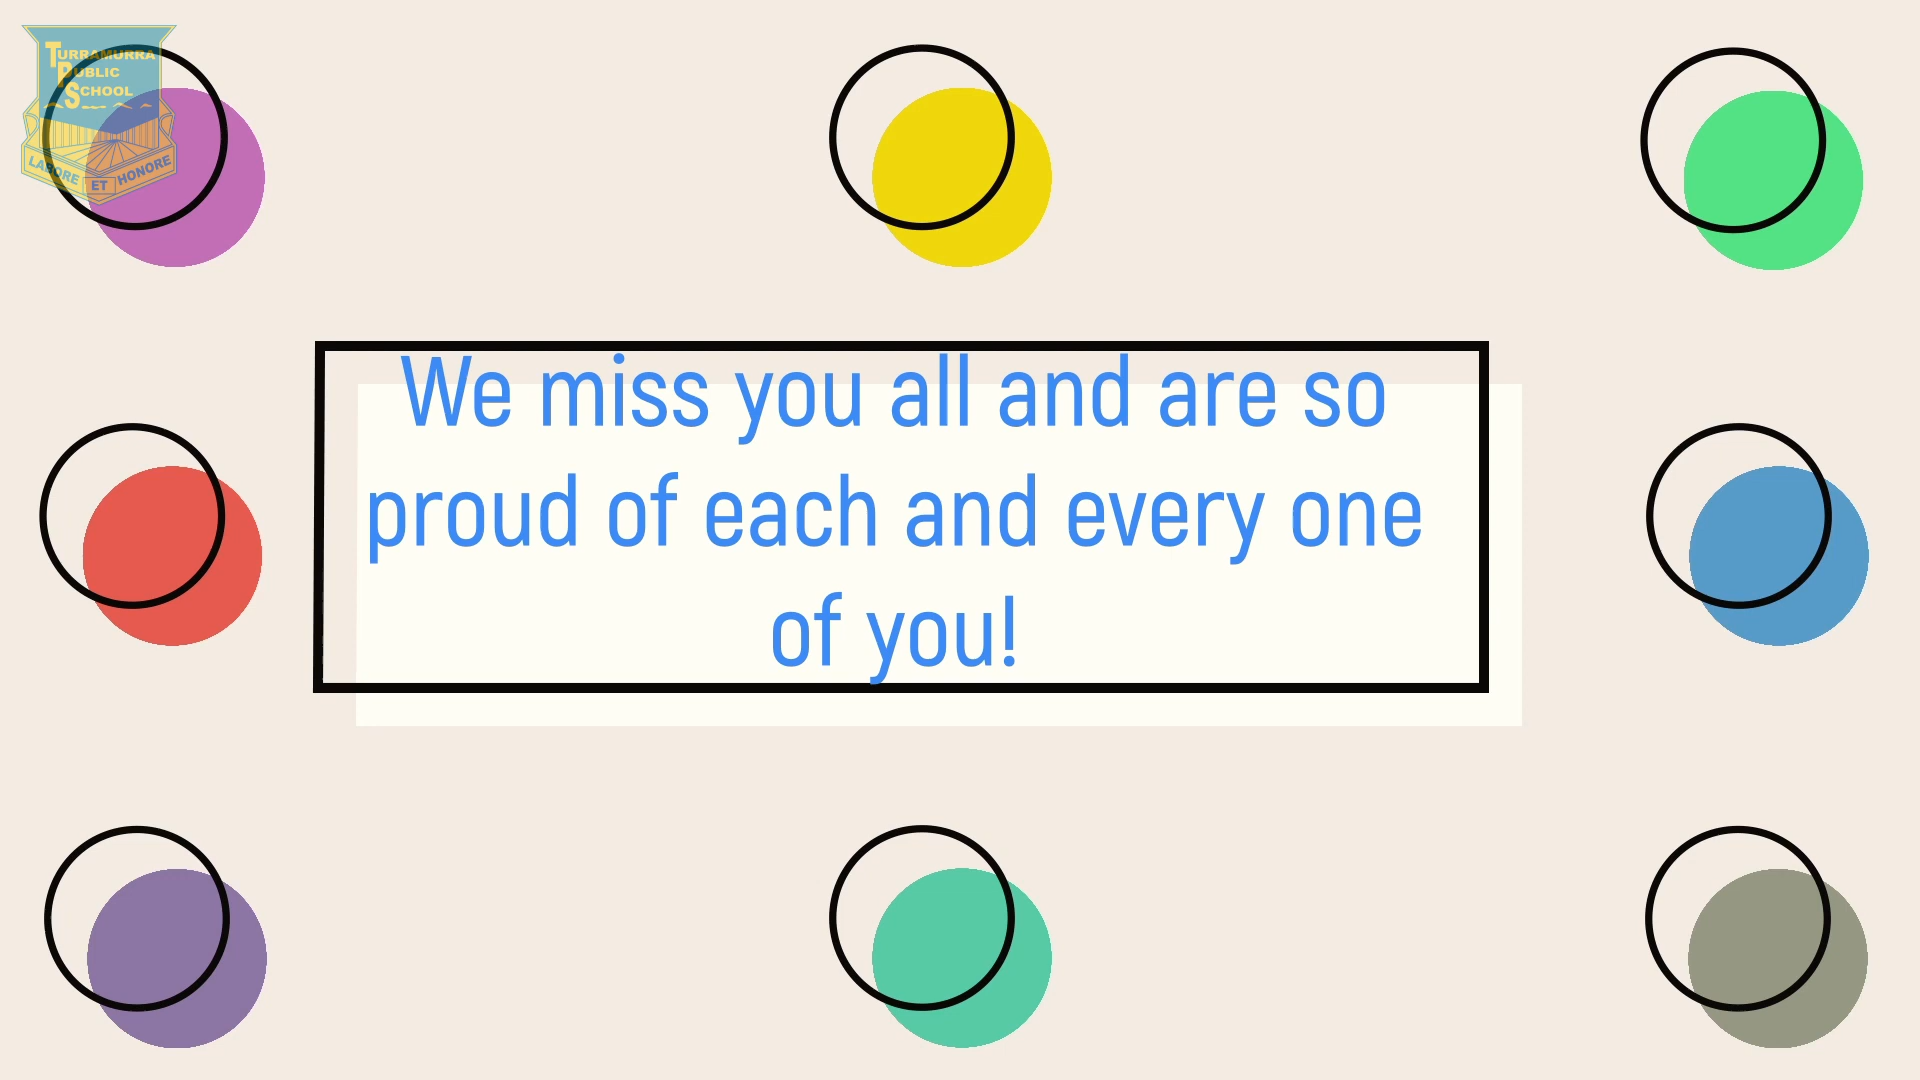 TURRAMURRA
PUBLIC
SCHOOL
LABORE ET HONORE
We miss you all and are so
proud of each and every one
of you!